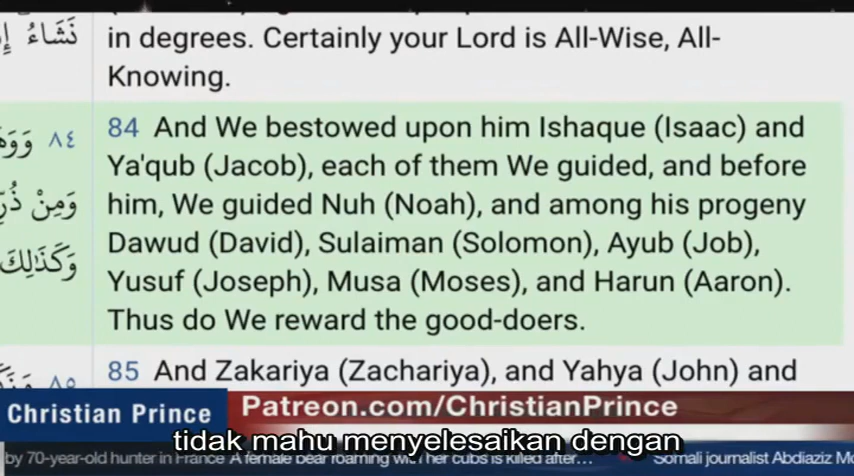 in degrees. Certainly your Lord is All-Wise, All-
Knowing.
نَشَاءُ
٨٤
84 And We bestowed upon him Ishaque (Isaac) and
Ya'qub (Jacob), each of them We guided, and before
وَمِنْ
him, We guided Nuh (Noah), and among his progeny
وَكَذَٰلِكَ
Dawud (David), Sulaiman (Solomon), Ayub (Job),
Yusuf (Joseph), Musa (Moses), and Harun (Aaron).
Thus do We reward the good-doers.
٨٥
85 And Zakariya (Zachariya), and Yahya (John) and
Christian Prince
Patreon.com/ChristianPrince
tidak mahu menyelesaikan dengan
by 70-year-old hunter in France A female bear roaming with her cubs is killed after... Somali journalist Abdiaziz